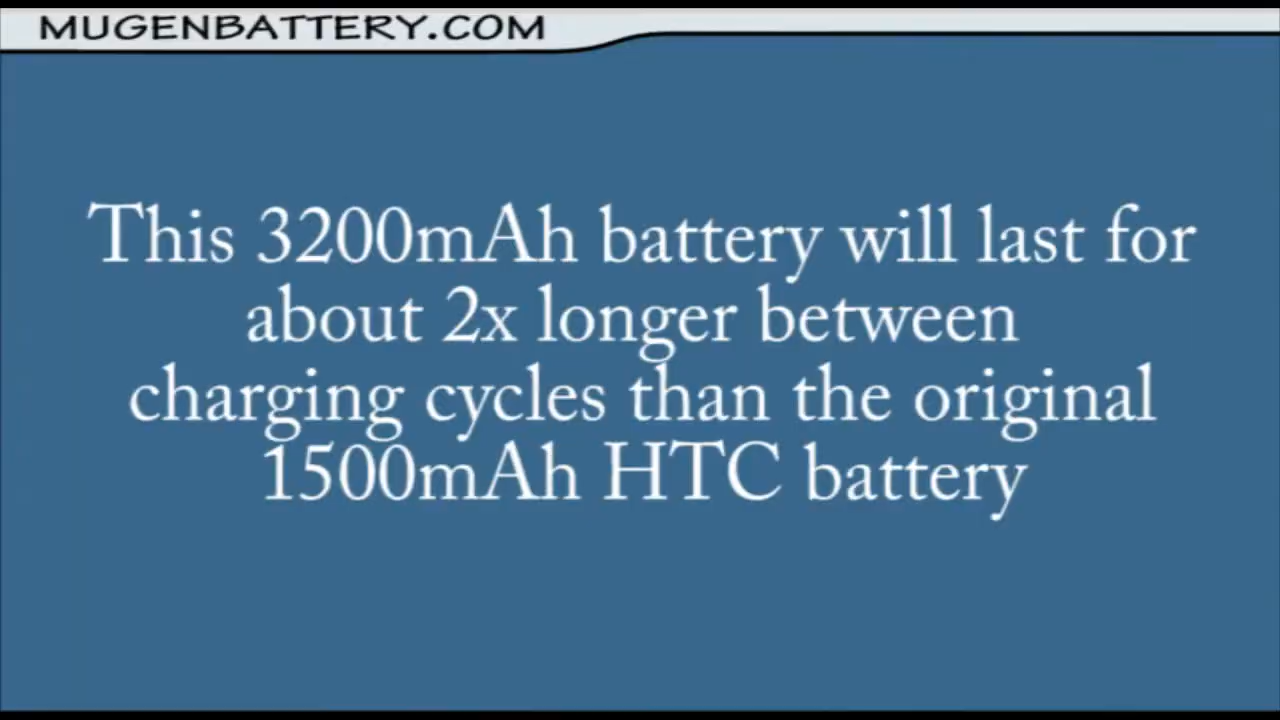 MUGENBATTERY.COM
This 3200mAh battery will last for
about 2x longer between
charging cycles than the original
1500mAh HTC battery